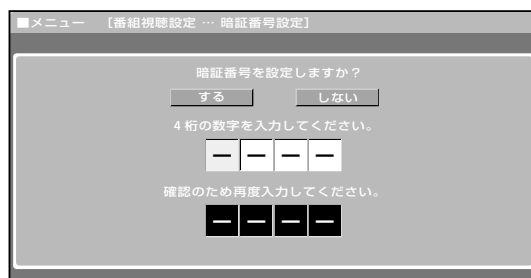 ■メニュー [番組視聴設定 … 暗証番号設定]
暗証番号を設定しますか？
する しない
4桁の数字を入力してください。
－ － － －
確認のため再度入力してください。
－ － － －